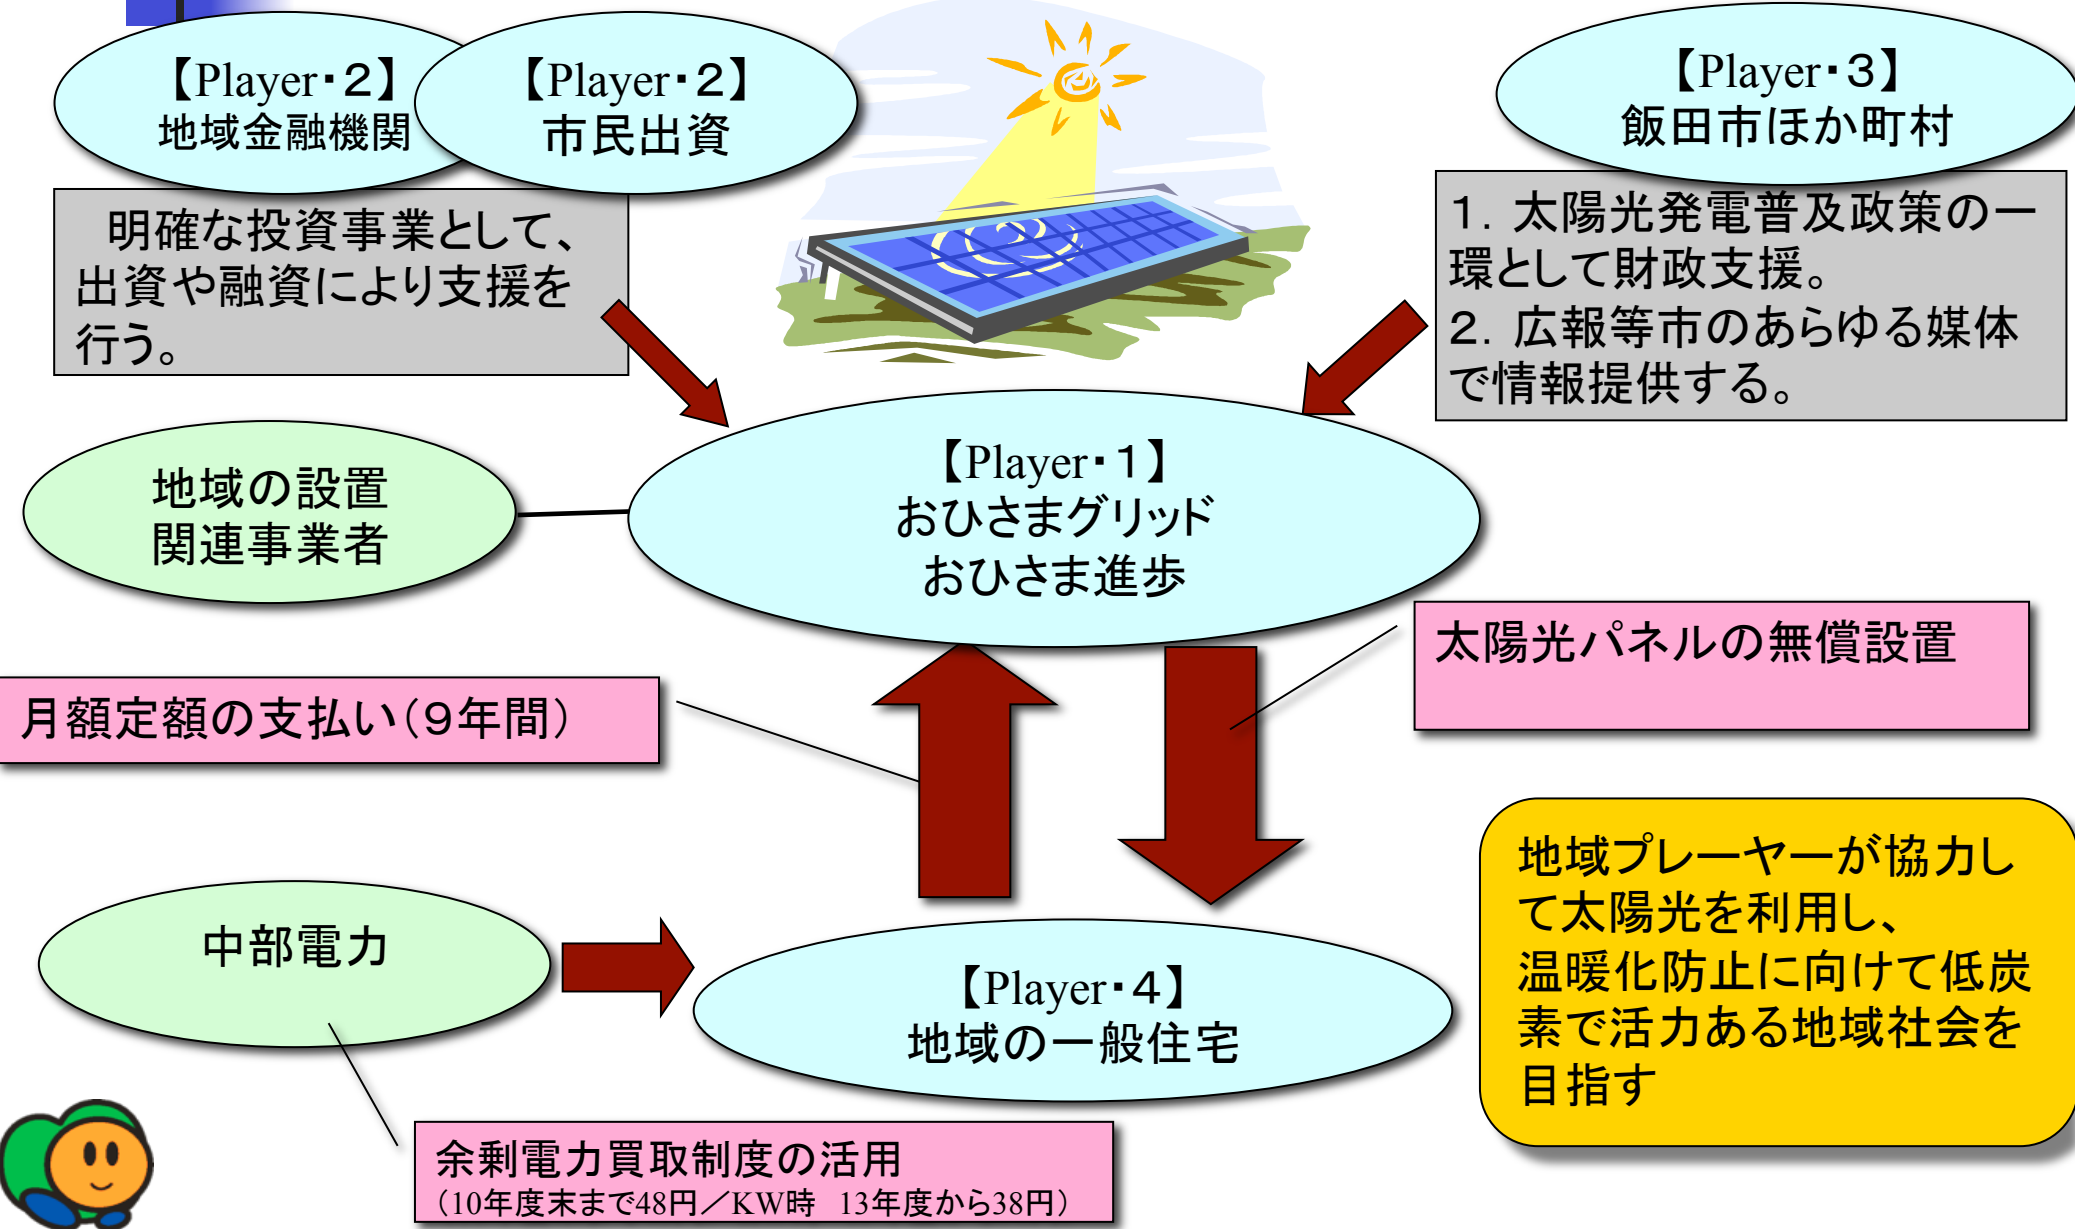 【Player・２】
地域金融機関
【Player・２】
市民出資
【Player・３】
飯田市ほか町村
明確な投資事業として、
出資や融資により支援を
行う。
１．太陽光発電普及政策の一
環として財政支援。
２．広報等市のあらゆる媒体
で情報提供する。
地域の設置
関連事業者
【Player・１】
おひさまグリッド
おひさま進歩
太陽光パネルの無償設置
月額定額の支払い（９年間）
地域プレーヤーが協力し
て太陽光を利用し、
温暖化防止に向けて低炭
素で活力ある地域社会を
目指す
中部電力
【Player・４】
地域の一般住宅
余剰電力買取制度の活用
（10年度末まで48円／KW時　13年度から38円）